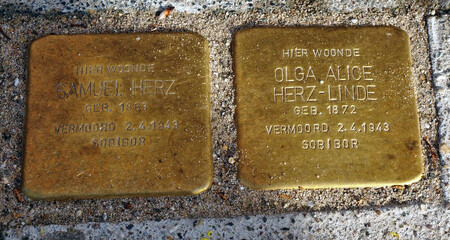 HIER WOONDE
SAMUEL HERZ
GEB. 1863
VERMOORD 2.4.1943
SOBIBOR
HIER WOONDE
OLGA ALICE
HERZ-LINDE
GEB. 1872
VERMOORD 2.4.1943
SOBIBOR